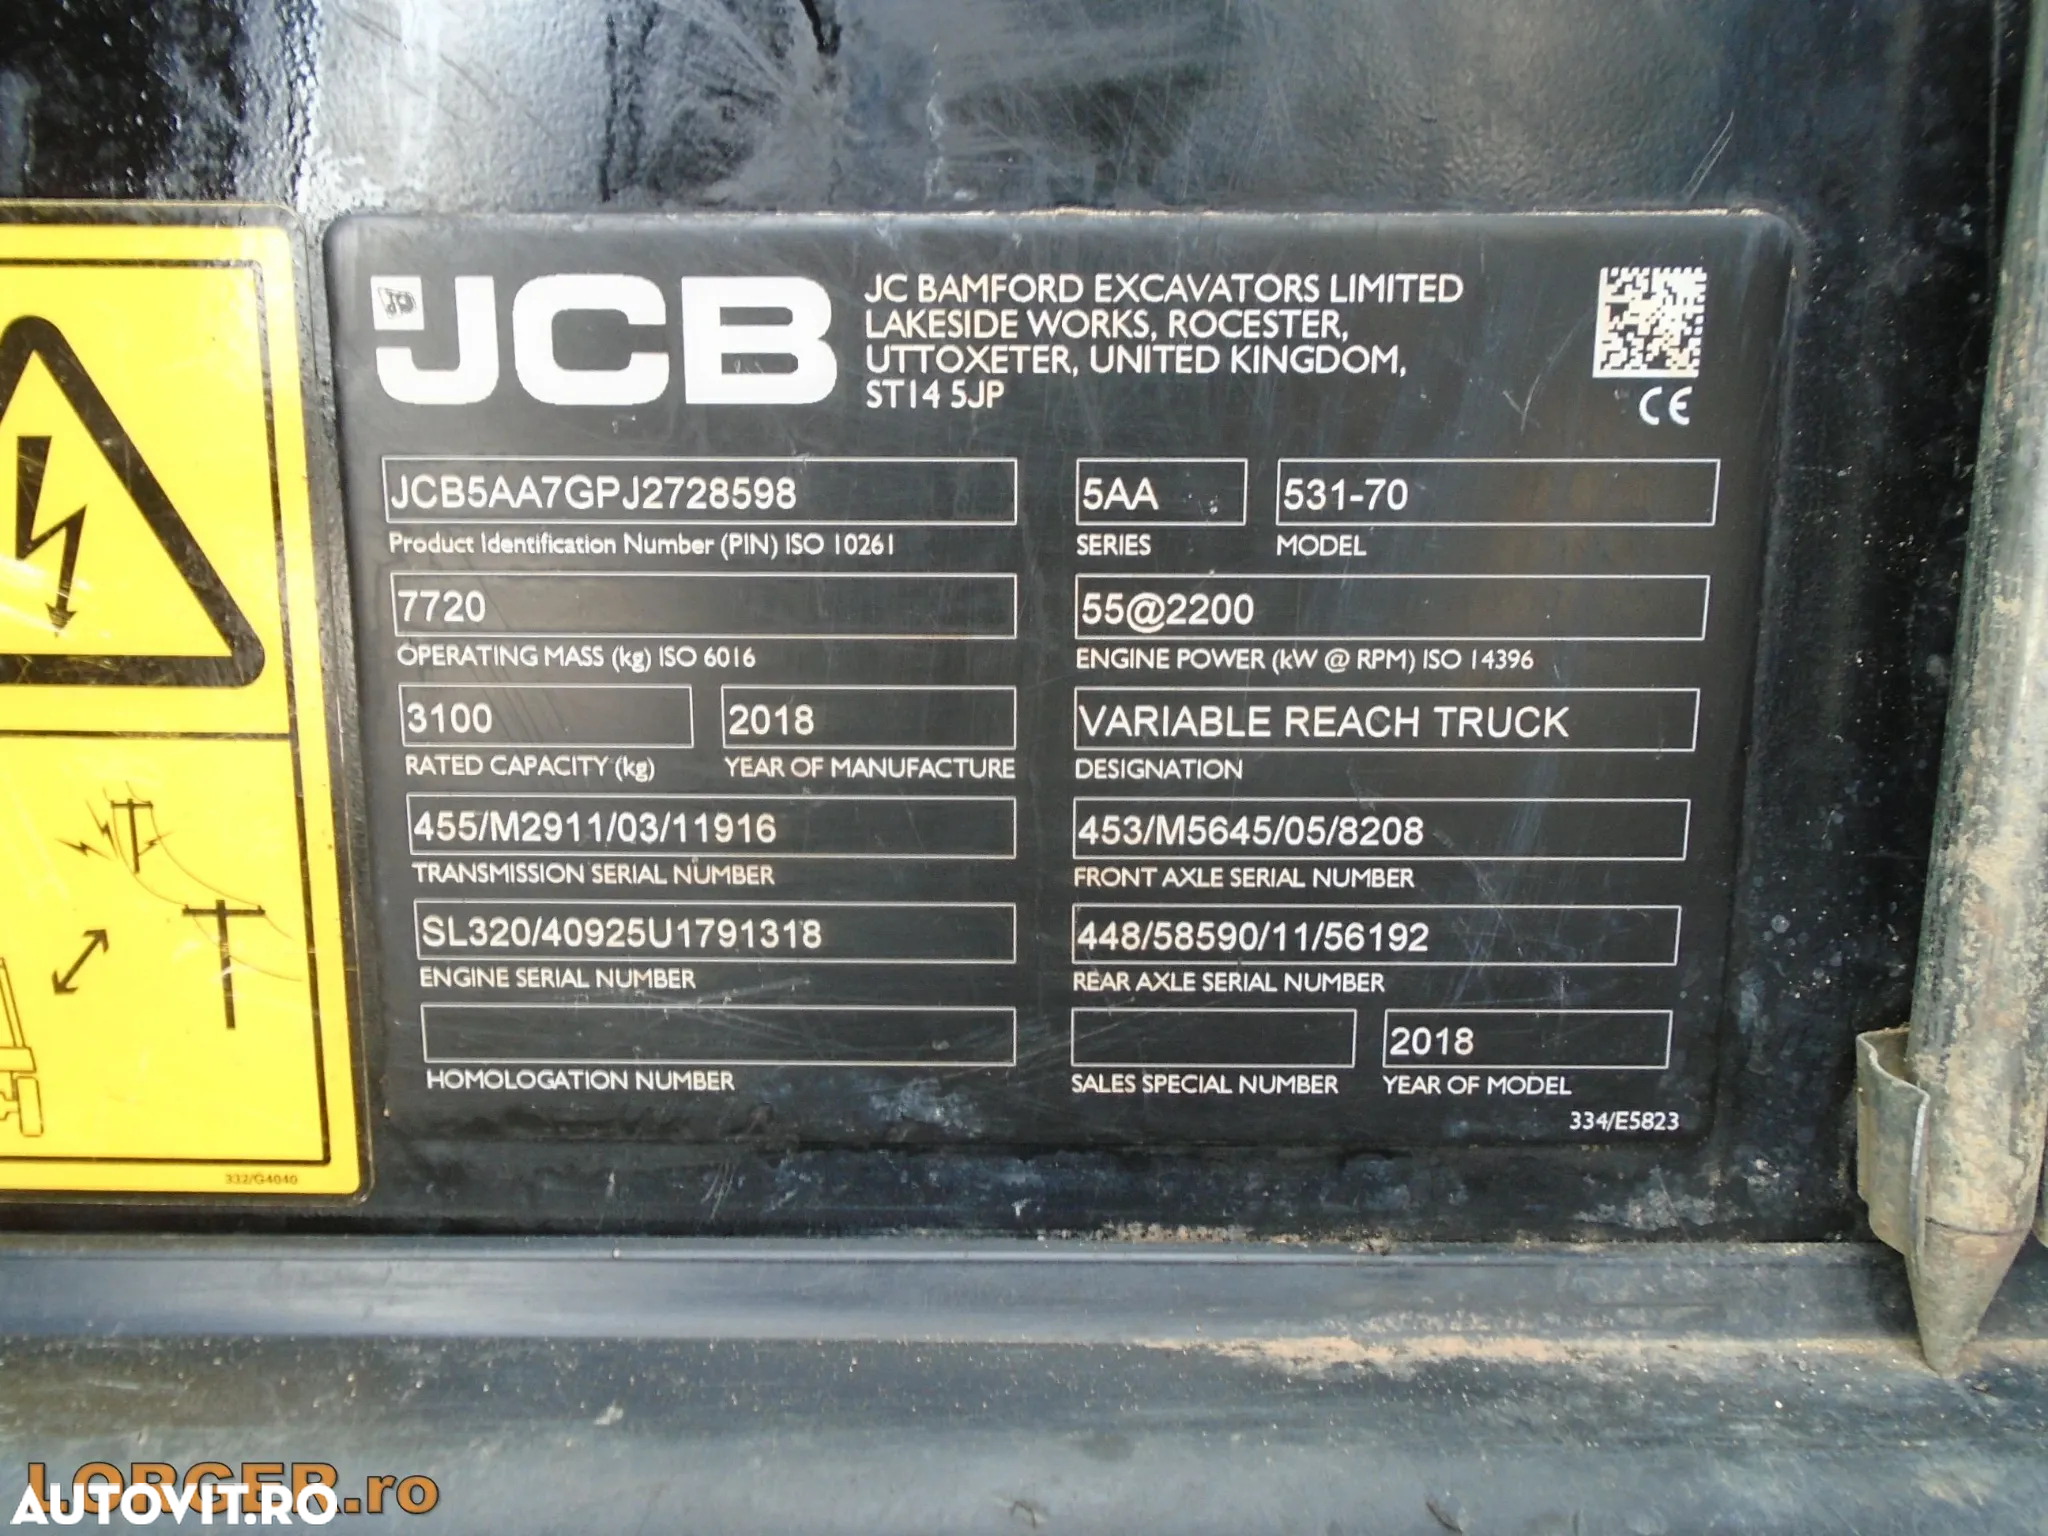 JCB
JC BAMFORD EXCAVATORS LIMITED
LAKESIDE WORKS, ROCESTER,
UTTOXETER, UNITED KINGDOM,
ST14 5JP
CE
JCB5AA7GPJ2728598
Product Identification Number (PIN) ISO 10261
5AA
SERIES
531-70
MODEL
7720
OPERATING MASS (kg) ISO 6016
55@2200
ENGINE POWER (kW @ RPM) ISO 14396
3100
RATED CAPACITY (kg)
2018
YEAR OF MANUFACTURE
VARIABLE REACH TRUCK
DESIGNATION
455/M2911/03/11916
TRANSMISSION SERIAL NUMBER
453/M5645/05/8208
FRONT AXLE SERIAL NUMBER
SL320/40925U1791318
ENGINE SERIAL NUMBER
448/58590/11/56192
REAR AXLE SERIAL NUMBER
HOMOLOGATION NUMBER
SALES SPECIAL NUMBER
2018
YEAR OF MODEL
334/E5823
332/G4040
LORGER.ro
AUTOVIT.RO